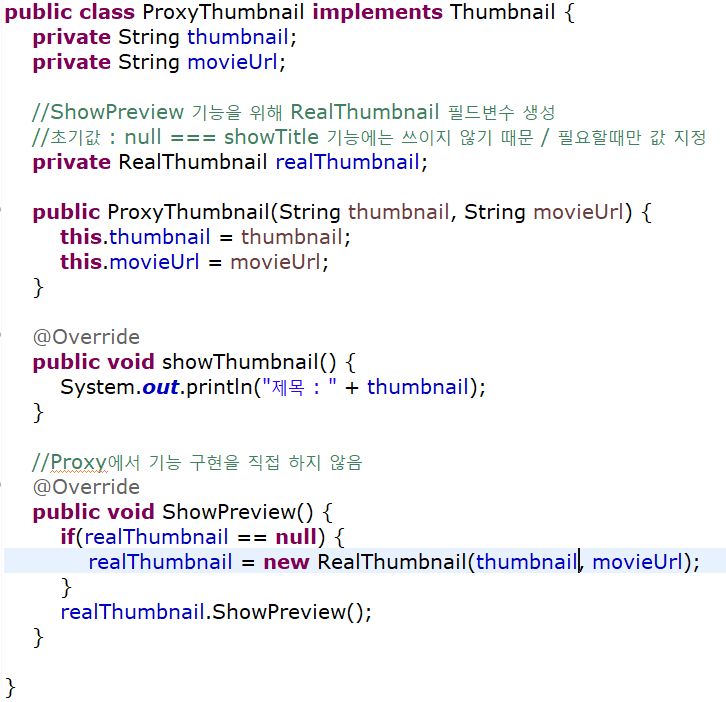 public class ProxyThumbnail implements Thumbnail {
private String thumbnail;
private String movieUrl;
//ShowPreview 기능을 위해 RealThumbnail 필드변수 생성
//초기값 : null === showTitle 기능에는 쓰이지 않기 때문 / 필요할때만 값 지정
private RealThumbnail realThumbnail;
public ProxyThumbnail(String thumbnail, String movieUrl) {
this.thumbnail = thumbnail;
this.movieUrl = movieUrl;
}
@Override
public void showThumbnail() {
System.out.println("제목 : " + thumbnail);
}
//Proxy에서 기능 구현을 직접 하지 않음
@Override
public void ShowPreview() {
if(realThumbnail == null) {
realThumbnail = new RealThumbnail(thumbnail, movieUrl);
}
realThumbnail.ShowPreview();
}
}